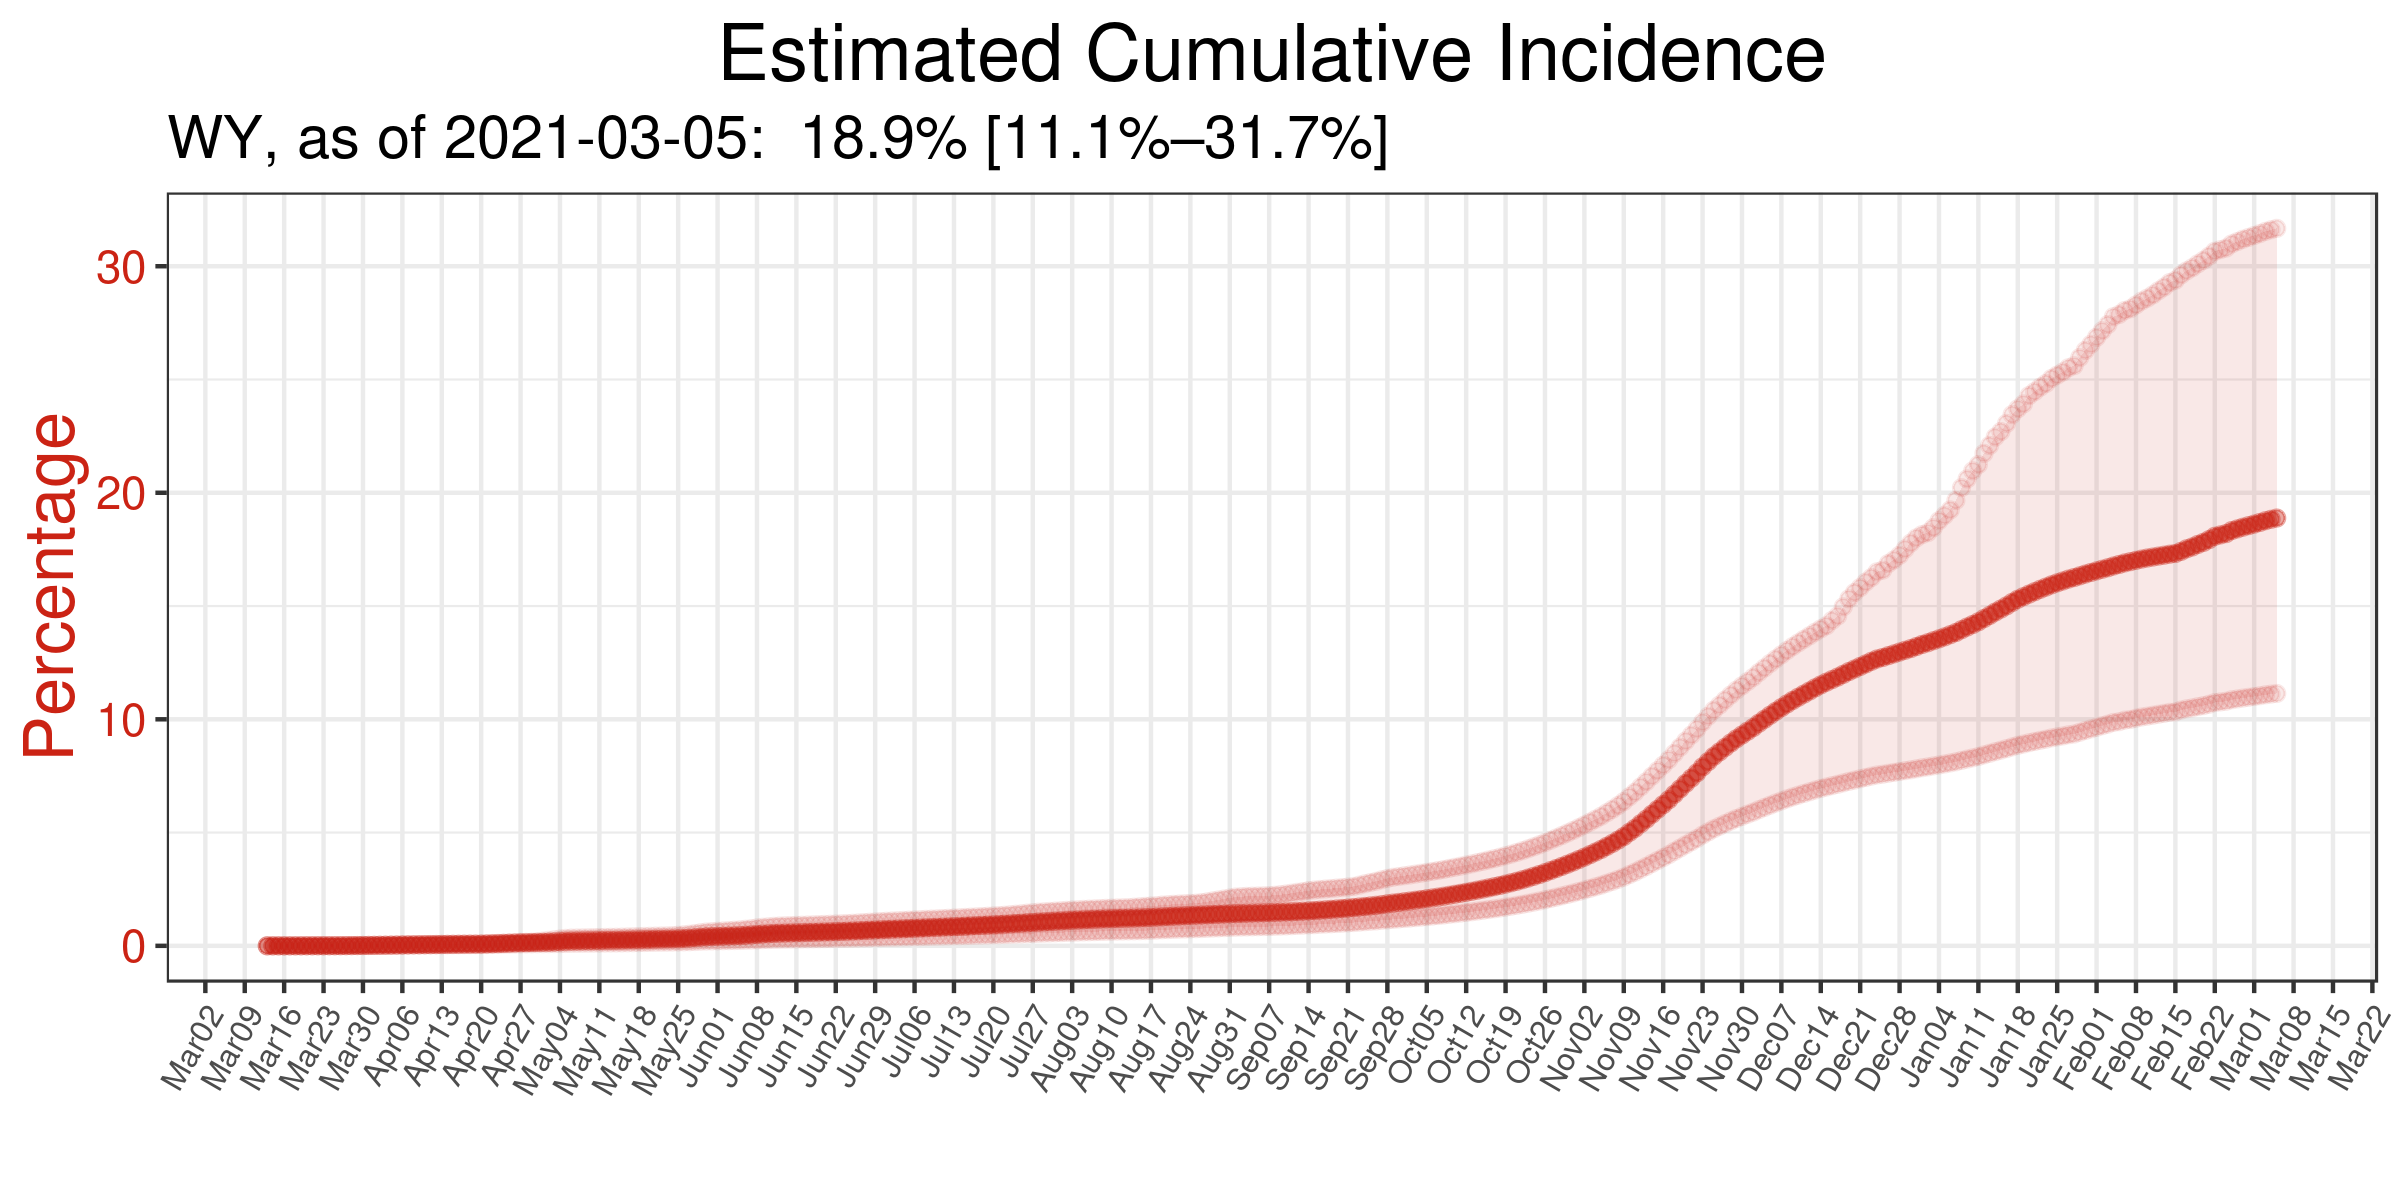 Estimated Cumulative Incidence
WY, as of 2021-03-05:  18.9% [11.1%–31.7%]
Percentage
30
20
10
0
Mar02
Mar09
Mar16
Mar23
Mar30
Apr06
Apr13
Apr20
Apr27
May04
May11
May18
May25
Jun01
Jun08
Jun15
Jun22
Jun29
Jul06
Jul13
Jul20
Jul27
Aug03
Aug10
Aug17
Aug24
Aug31
Sep07
Sep14
Sep21
Sep28
Oct05
Oct12
Oct19
Oct26
Nov02
Nov09
Nov16
Nov23
Nov30
Dec07
Dec14
Dec21
Dec28
Jan04
Jan11
Jan18
Jan25
Feb01
Feb08
Feb15
Feb22
Mar01
Mar08
Mar15
Mar22